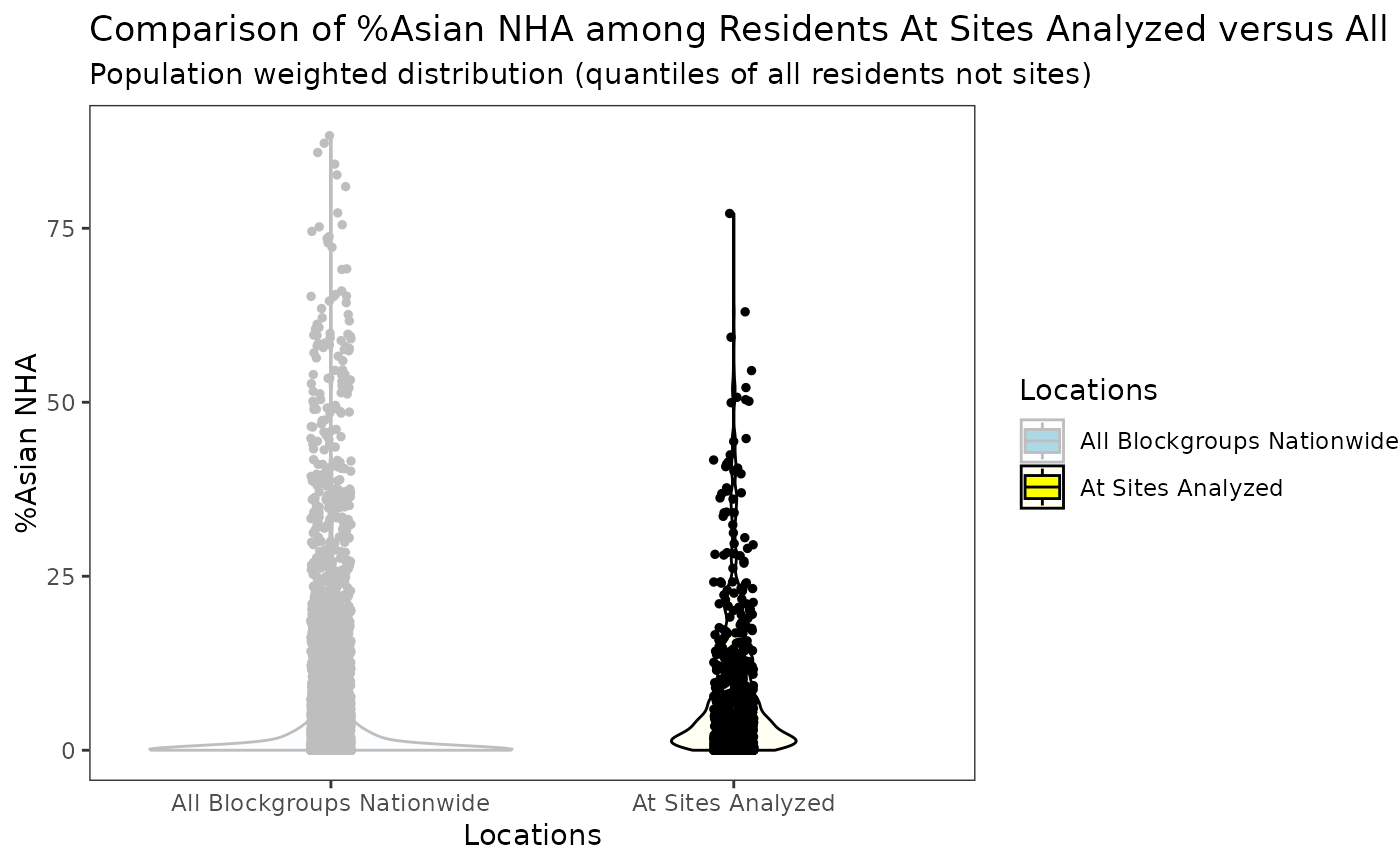 Comparison of %Asian NHA among Residents At Sites Analyzed versus All
Population weighted distribution (quantiles of all residents not sites)
%Asian NHA
75
50
25
0
All Blockgroups Nationwide
At Sites Analyzed
Locations
Locations
All Blockgroups Nationwide
At Sites Analyzed